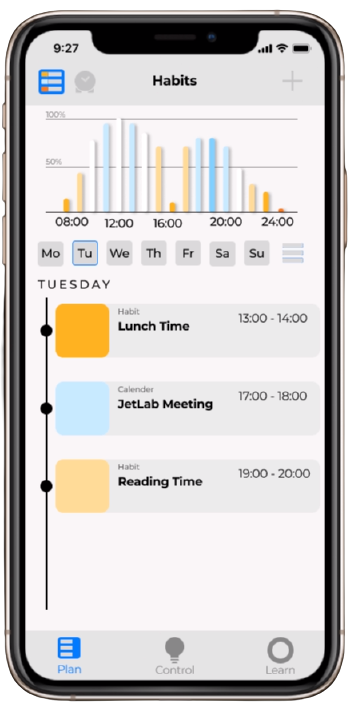 9:27
Habits
100%
50%
08:00 12:00 16:00 20:00 24:00
Mo Tu We Th Fr Sa Su
TUESDAY
Habit
Lunch Time 13:00 - 14:00
Calender
JetLab Meeting 17:00 - 18:00
Habit
Reading Time 19:00 - 20:00
Plan Control Learn